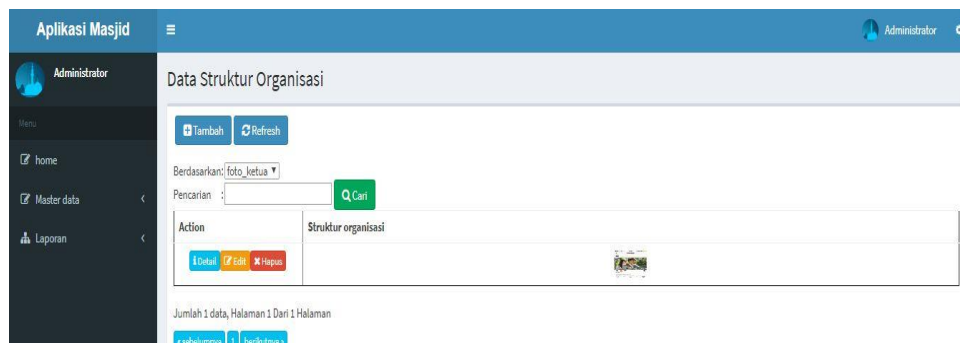 Aplikasi Masjid
Administrator
Administrator
Menu
home
Master data
Laporan
Data Struktur Organisasi
Tambah Refresh
Berdasarkan: foto_ketua
Pencarian : Cari
Action Struktur organisasi
Detail Edit Hapus
Jumlah 1 data, Halaman 1 Dari 1 Halaman
« sebelumnya 1 berikutnya »